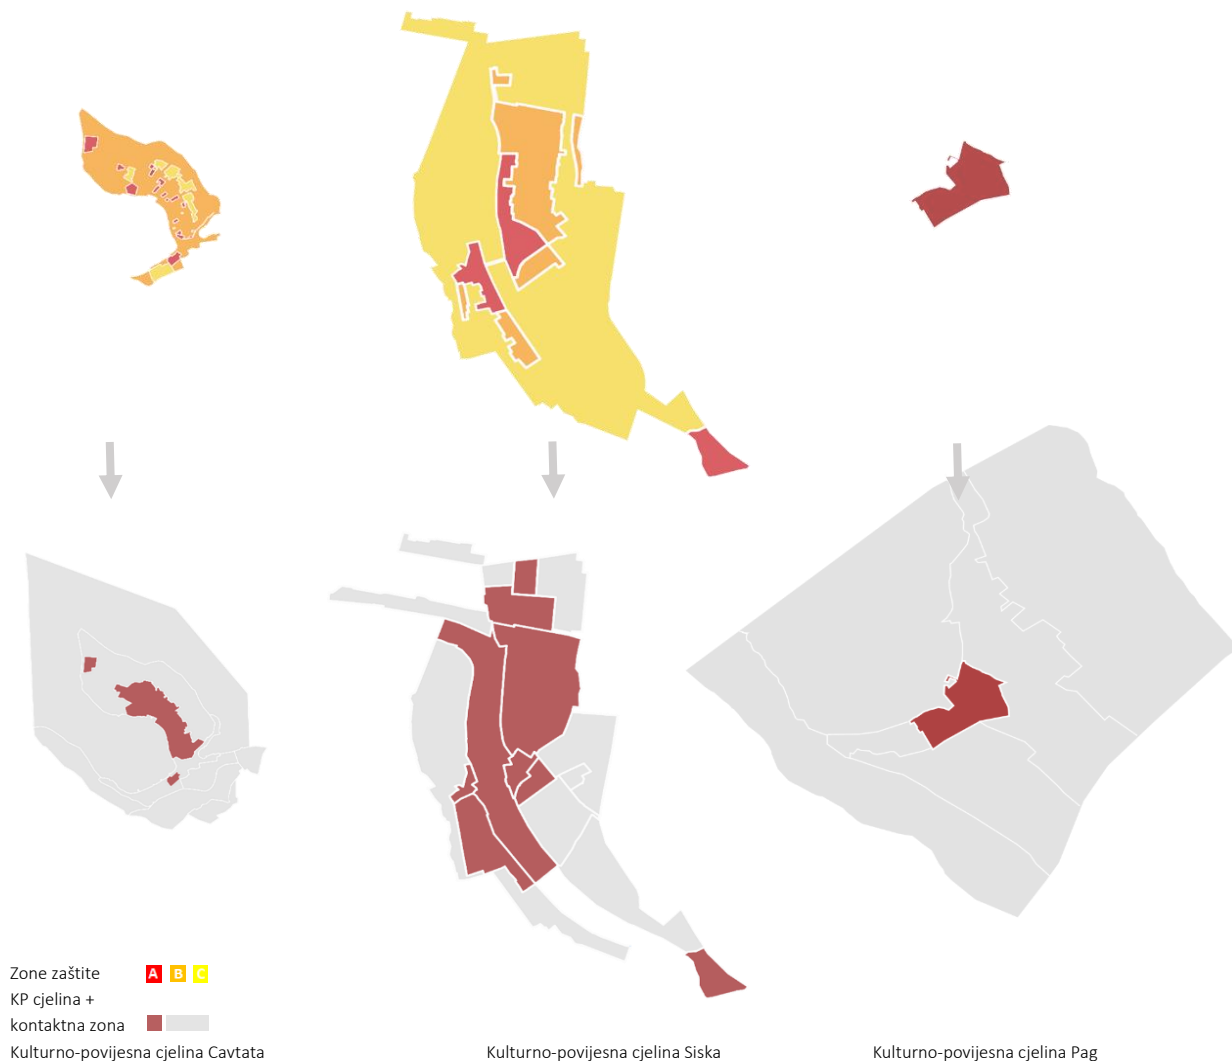 Zone zaštite A B C
KP cjelina +
kontaktna zona
Kulturno-povijesna cjelina Cavtata
Kulturno-povijesna cjelina Siska
Kulturno-povijesna cjelina Pag